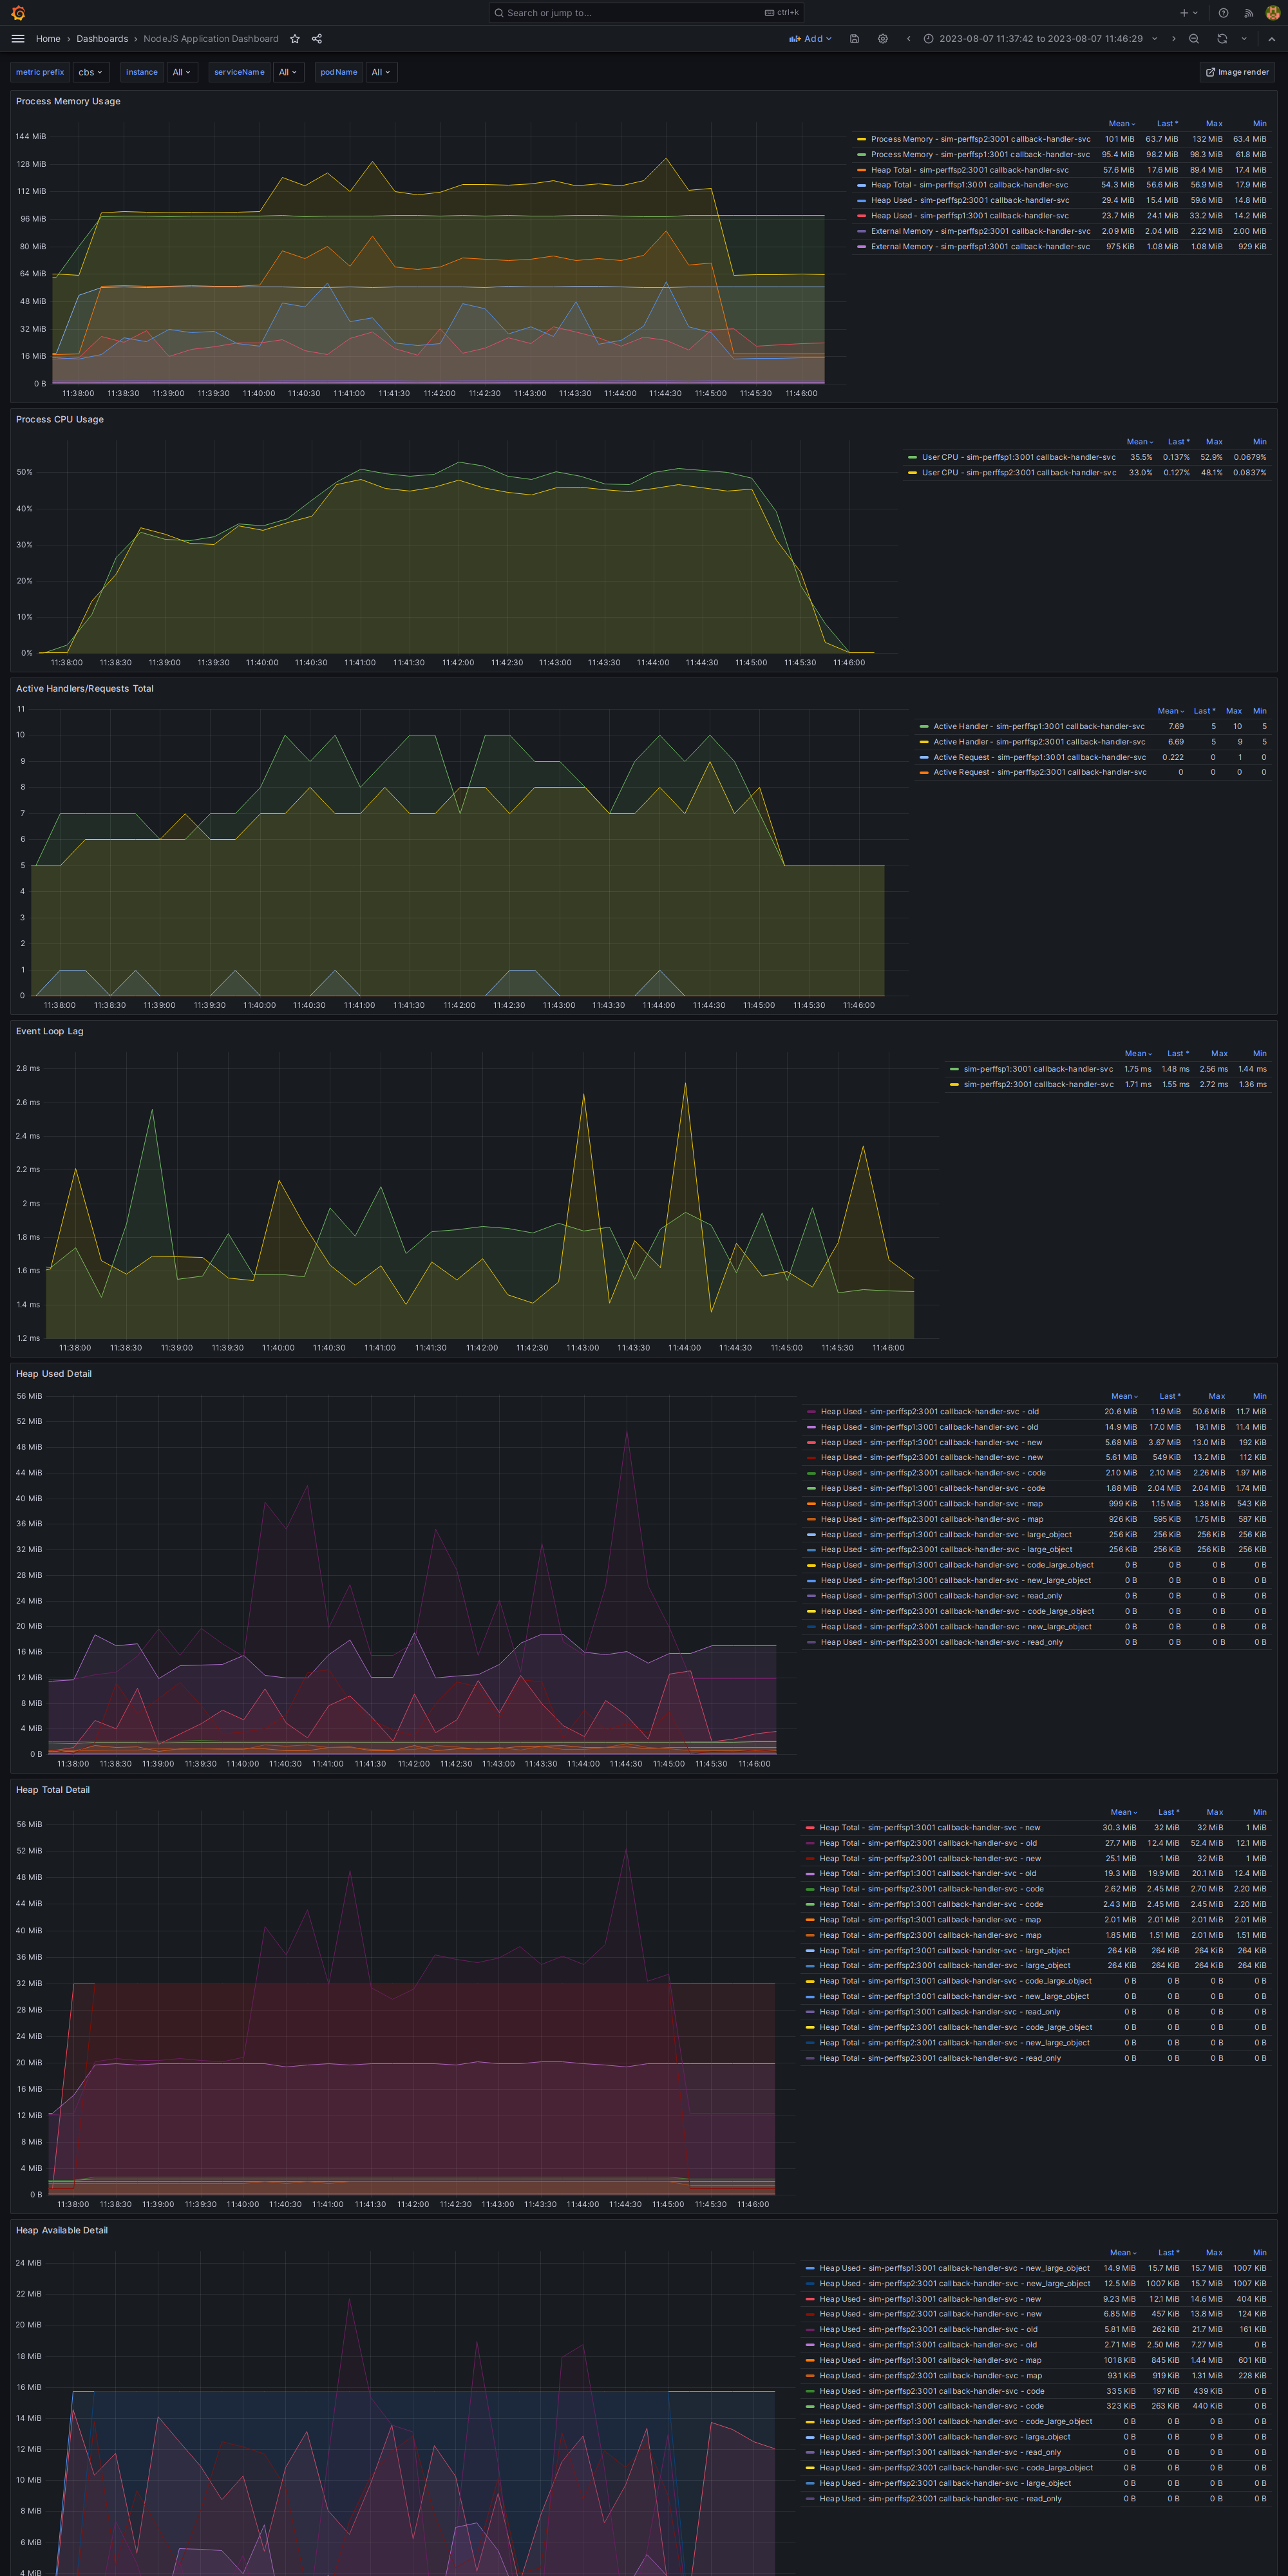 Search or jump to...
ctrl+k
Home › Dashboards › NodeJS Application Dashboard
Add
2023-08-07 11:37:42 to 2023-08-07 11:46:29
metric prefix cbs instance All serviceName All podName All
Image render
Process Memory Usage
144 MiB
128 MiB
112 MiB
96 MiB
80 MiB
64 MiB
48 MiB
32 MiB
16 MiB
0 B
11:38:00 11:38:30 11:39:00 11:39:30 11:40:00 11:40:30 11:41:00 11:41:30 11:42:00 11:42:30 11:43:00 11:43:30 11:44:00 11:44:30 11:45:00 11:45:30 11:46:00
Mean Last * Max Min
Process Memory - sim-perffsp2:3001 callback-handler-svc 101 MiB 63.7 MiB 132 MiB 63.4 MiB
Process Memory - sim-perffsp1:3001 callback-handler-svc 95.4 MiB 98.2 MiB 98.3 MiB 61.8 MiB
Heap Total - sim-perffsp2:3001 callback-handler-svc 57.6 MiB 17.6 MiB 89.4 MiB 17.4 MiB
Heap Total - sim-perffsp1:3001 callback-handler-svc 54.3 MiB 56.6 MiB 56.9 MiB 17.9 MiB
Heap Used - sim-perffsp2:3001 callback-handler-svc 29.4 MiB 15.4 MiB 59.6 MiB 14.8 MiB
Heap Used - sim-perffsp1:3001 callback-handler-svc 23.7 MiB 24.1 MiB 33.2 MiB 14.2 MiB
External Memory - sim-perffsp2:3001 callback-handler-svc 2.09 MiB 2.04 MiB 2.22 MiB 2.00 MiB
External Memory - sim-perffsp1:3001 callback-handler-svc 975 KiB 1.08 MiB 1.08 MiB 929 KiB
Process CPU Usage
50%
40%
30%
20%
10%
0%
11:38:00 11:38:30 11:39:00 11:39:30 11:40:00 11:40:30 11:41:00 11:41:30 11:42:00 11:42:30 11:43:00 11:43:30 11:44:00 11:44:30 11:45:00 11:45:30 11:46:00
Mean Last * Max Min
User CPU - sim-perffsp1:3001 callback-handler-svc 35.5% 0.137% 52.9% 0.0679%
User CPU - sim-perffsp2:3001 callback-handler-svc 33.0% 0.127% 48.1% 0.0837%
Active Handlers/Requests Total
11
10
9
8
7
6
5
4
3
2
1
0
11:38:00 11:38:30 11:39:00 11:39:30 11:40:00 11:40:30 11:41:00 11:41:30 11:42:00 11:42:30 11:43:00 11:43:30 11:44:00 11:44:30 11:45:00 11:45:30 11:46:00
Mean Last * Max Min
Active Handler - sim-perffsp1:3001 callback-handler-svc 7.69 5 10 5
Active Handler - sim-perffsp2:3001 callback-handler-svc 6.69 5 9 5
Active Request - sim-perffsp1:3001 callback-handler-svc 0.222 0 1 0
Active Request - sim-perffsp2:3001 callback-handler-svc 0 0 0 0
Event Loop Lag
2.8 ms
2.6 ms
2.4 ms
2.2 ms
2 ms
1.8 ms
1.6 ms
1.4 ms
1.2 ms
11:38:00 11:38:30 11:39:00 11:39:30 11:40:00 11:40:30 11:41:00 11:41:30 11:42:00 11:42:30 11:43:00 11:43:30 11:44:00 11:44:30 11:45:00 11:45:30 11:46:00
Mean Last * Max Min
sim-perffsp1:3001 callback-handler-svc 1.75 ms 1.48 ms 2.56 ms 1.44 ms
sim-perffsp2:3001 callback-handler-svc 1.71 ms 1.55 ms 2.72 ms 1.36 ms
Heap Used Detail
56 MiB
52 MiB
48 MiB
44 MiB
40 MiB
36 MiB
32 MiB
28 MiB
24 MiB
20 MiB
16 MiB
12 MiB
8 MiB
4 MiB
0 B
11:38:00 11:38:30 11:39:00 11:39:30 11:40:00 11:40:30 11:41:00 11:41:30 11:42:00 11:42:30 11:43:00 11:43:30 11:44:00 11:44:30 11:45:00 11:45:30 11:46:00
Mean Last * Max Min
Heap Used - sim-perffsp2:3001 callback-handler-svc - old 20.6 MiB 11.9 MiB 50.6 MiB 11.7 MiB
Heap Used - sim-perffsp1:3001 callback-handler-svc - old 14.9 MiB 17.0 MiB 19.1 MiB 11.4 MiB
Heap Used - sim-perffsp1:3001 callback-handler-svc - new 5.68 MiB 3.67 MiB 13.0 MiB 192 KiB
Heap Used - sim-perffsp2:3001 callback-handler-svc - new 5.61 MiB 549 KiB 13.2 MiB 112 KiB
Heap Used - sim-perffsp2:3001 callback-handler-svc - code 2.10 MiB 2.10 MiB 2.26 MiB 1.97 MiB
Heap Used - sim-perffsp1:3001 callback-handler-svc - code 1.88 MiB 2.04 MiB 2.04 MiB 1.74 MiB
Heap Used - sim-perffsp1:3001 callback-handler-svc - map 999 KiB 1.15 MiB 1.38 MiB 543 KiB
Heap Used - sim-perffsp2:3001 callback-handler-svc - map 926 KiB 595 KiB 1.75 MiB 587 KiB
Heap Used - sim-perffsp1:3001 callback-handler-svc - large_object 256 KiB 256 KiB 256 KiB 256 KiB
Heap Used - sim-perffsp2:3001 callback-handler-svc - large_object 256 KiB 256 KiB 256 KiB 256 KiB
Heap Used - sim-perffsp1:3001 callback-handler-svc - code_large_object 0 B 0 B 0 B 0 B
Heap Used - sim-perffsp1:3001 callback-handler-svc - new_large_object 0 B 0 B 0 B 0 B
Heap Used - sim-perffsp1:3001 callback-handler-svc - read_only 0 B 0 B 0 B 0 B
Heap Used - sim-perffsp2:3001 callback-handler-svc - code_large_object 0 B 0 B 0 B 0 B
Heap Used - sim-perffsp2:3001 callback-handler-svc - new_large_object 0 B 0 B 0 B 0 B
Heap Used - sim-perffsp2:3001 callback-handler-svc - read_only 0 B 0 B 0 B 0 B
Heap Total Detail
56 MiB
52 MiB
48 MiB
44 MiB
40 MiB
36 MiB
32 MiB
28 MiB
24 MiB
20 MiB
16 MiB
12 MiB
8 MiB
4 MiB
0 B
11:38:00 11:38:30 11:39:00 11:39:30 11:40:00 11:40:30 11:41:00 11:41:30 11:42:00 11:42:30 11:43:00 11:43:30 11:44:00 11:44:30 11:45:00 11:45:30 11:46:00
Mean Last * Max Min
Heap Total - sim-perffsp1:3001 callback-handler-svc - new 30.3 MiB 32 MiB 32 MiB 1 MiB
Heap Total - sim-perffsp2:3001 callback-handler-svc - old 27.7 MiB 12.4 MiB 52.4 MiB 12.1 MiB
Heap Total - sim-perffsp2:3001 callback-handler-svc - new 25.1 MiB 1 MiB 32 MiB 1 MiB
Heap Total - sim-perffsp1:3001 callback-handler-svc - old 19.3 MiB 19.9 MiB 20.1 MiB 12.4 MiB
Heap Total - sim-perffsp2:3001 callback-handler-svc - code 2.62 MiB 2.45 MiB 2.70 MiB 2.20 MiB
Heap Total - sim-perffsp1:3001 callback-handler-svc - code 2.43 MiB 2.45 MiB 2.45 MiB 2.20 MiB
Heap Total - sim-perffsp1:3001 callback-handler-svc - map 2.01 MiB 2.01 MiB 2.01 MiB 2.01 MiB
Heap Total - sim-perffsp2:3001 callback-handler-svc - map 1.85 MiB 1.51 MiB 2.01 MiB 1.51 MiB
Heap Total - sim-perffsp1:3001 callback-handler-svc - large_object 264 KiB 264 KiB 264 KiB 264 KiB
Heap Total - sim-perffsp2:3001 callback-handler-svc - large_object 264 KiB 264 KiB 264 KiB 264 KiB
Heap Total - sim-perffsp1:3001 callback-handler-svc - code_large_object 0 B 0 B 0 B 0 B
Heap Total - sim-perffsp1:3001 callback-handler-svc - new_large_object 0 B 0 B 0 B 0 B
Heap Total - sim-perffsp1:3001 callback-handler-svc - read_only 0 B 0 B 0 B 0 B
Heap Total - sim-perffsp2:3001 callback-handler-svc - code_large_object 0 B 0 B 0 B 0 B
Heap Total - sim-perffsp2:3001 callback-handler-svc - new_large_object 0 B 0 B 0 B 0 B
Heap Total - sim-perffsp2:3001 callback-handler-svc - read_only 0 B 0 B 0 B 0 B
Heap Available Detail
24 MiB
22 MiB
20 MiB
18 MiB
16 MiB
14 MiB
12 MiB
10 MiB
8 MiB
6 MiB
4 MiB
Mean Last * Max Min
Heap Used - sim-perffsp1:3001 callback-handler-svc - new_large_object 14.9 MiB 15.7 MiB 15.7 MiB 1007 KiB
Heap Used - sim-perffsp2:3001 callback-handler-svc - new_large_object 12.5 MiB 1007 KiB 15.7 MiB 1007 KiB
Heap Used - sim-perffsp1:3001 callback-handler-svc - new 9.23 MiB 12.1 MiB 14.6 MiB 404 KiB
Heap Used - sim-perffsp2:3001 callback-handler-svc - new 6.85 MiB 457 KiB 13.8 MiB 124 KiB
Heap Used - sim-perffsp2:3001 callback-handler-svc - old 5.81 MiB 262 KiB 21.7 MiB 161 KiB
Heap Used - sim-perffsp1:3001 callback-handler-svc - old 2.71 MiB 2.50 MiB 7.27 MiB 0 B
Heap Used - sim-perffsp1:3001 callback-handler-svc - map 1018 KiB 845 KiB 1.44 MiB 601 KiB
Heap Used - sim-perffsp2:3001 callback-handler-svc - map 931 KiB 919 KiB 1.31 MiB 228 KiB
Heap Used - sim-perffsp2:3001 callback-handler-svc - code 335 KiB 197 KiB 439 KiB 0 B
Heap Used - sim-perffsp1:3001 callback-handler-svc - code 323 KiB 263 KiB 440 KiB 0 B
Heap Used - sim-perffsp1:3001 callback-handler-svc - code_large_object 0 B 0 B 0 B 0 B
Heap Used - sim-perffsp1:3001 callback-handler-svc - large_object 0 B 0 B 0 B 0 B
Heap Used - sim-perffsp1:3001 callback-handler-svc - read_only 0 B 0 B 0 B 0 B
Heap Used - sim-perffsp2:3001 callback-handler-svc - code_large_object 0 B 0 B 0 B 0 B
Heap Used - sim-perffsp2:3001 callback-handler-svc - large_object 0 B 0 B 0 B 0 B
Heap Used - sim-perffsp2:3001 callback-handler-svc - read_only 0 B 0 B 0 B 0 B